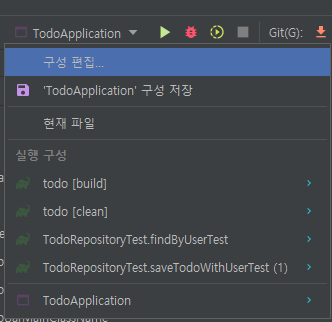 TodoApplication
Git(G):
구성 편집...
'TodoApplication' 구성 저장
현재 파일
실행 구성
todo [build]
todo [clean]
TodoRepositoryTest.findByUserTest
TodoRepositoryTest.saveTodoWithUserTest (1)
TodoApplication